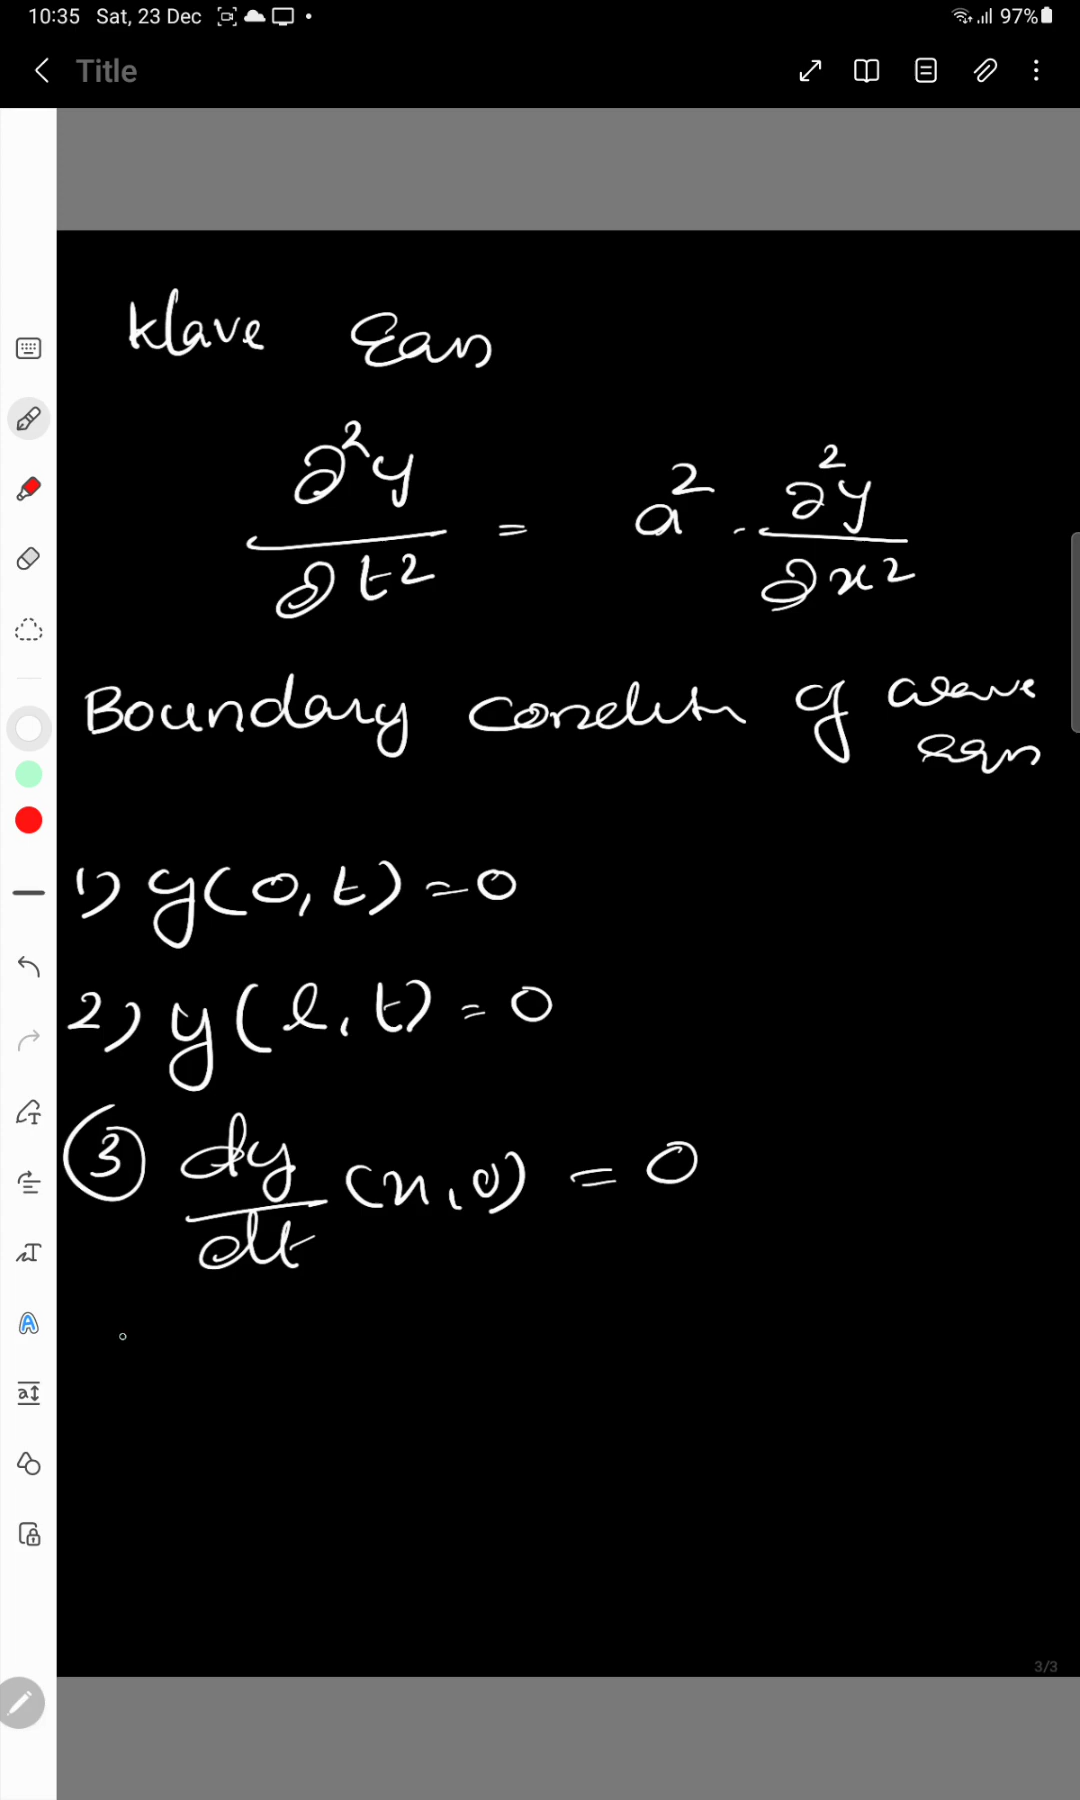 10:35 Sat, 23 Dec
97%
Title
Wave Eqn
∂²y/∂t² = a² · ∂²y/∂x²
Boundary condition of wave
eqn
1) y(0,t) = 0
2) y(l,t) = 0
③ dy/dt (x,0) = 0
3/3